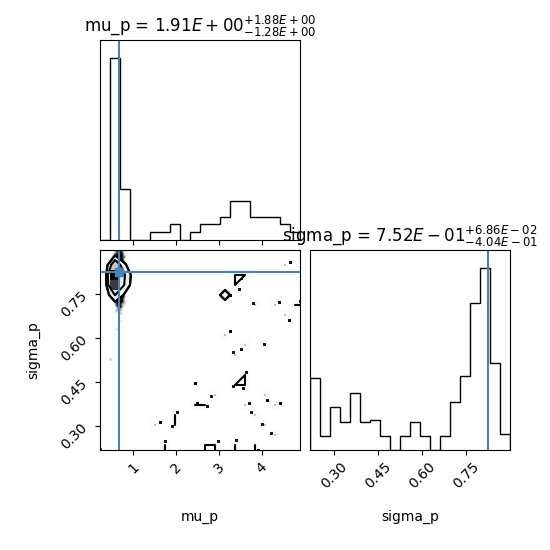 mu_p = 1.91E + 00+1.88E + 00
−1.28E + 00
sigma_p = 7.52E − 01+6.86E − 02
−4.04E − 01
0.75
0.60
0.45
0.30
sigma_p
1 2 3 4
0.30 0.45 0.60 0.75
mu_p sigma_p